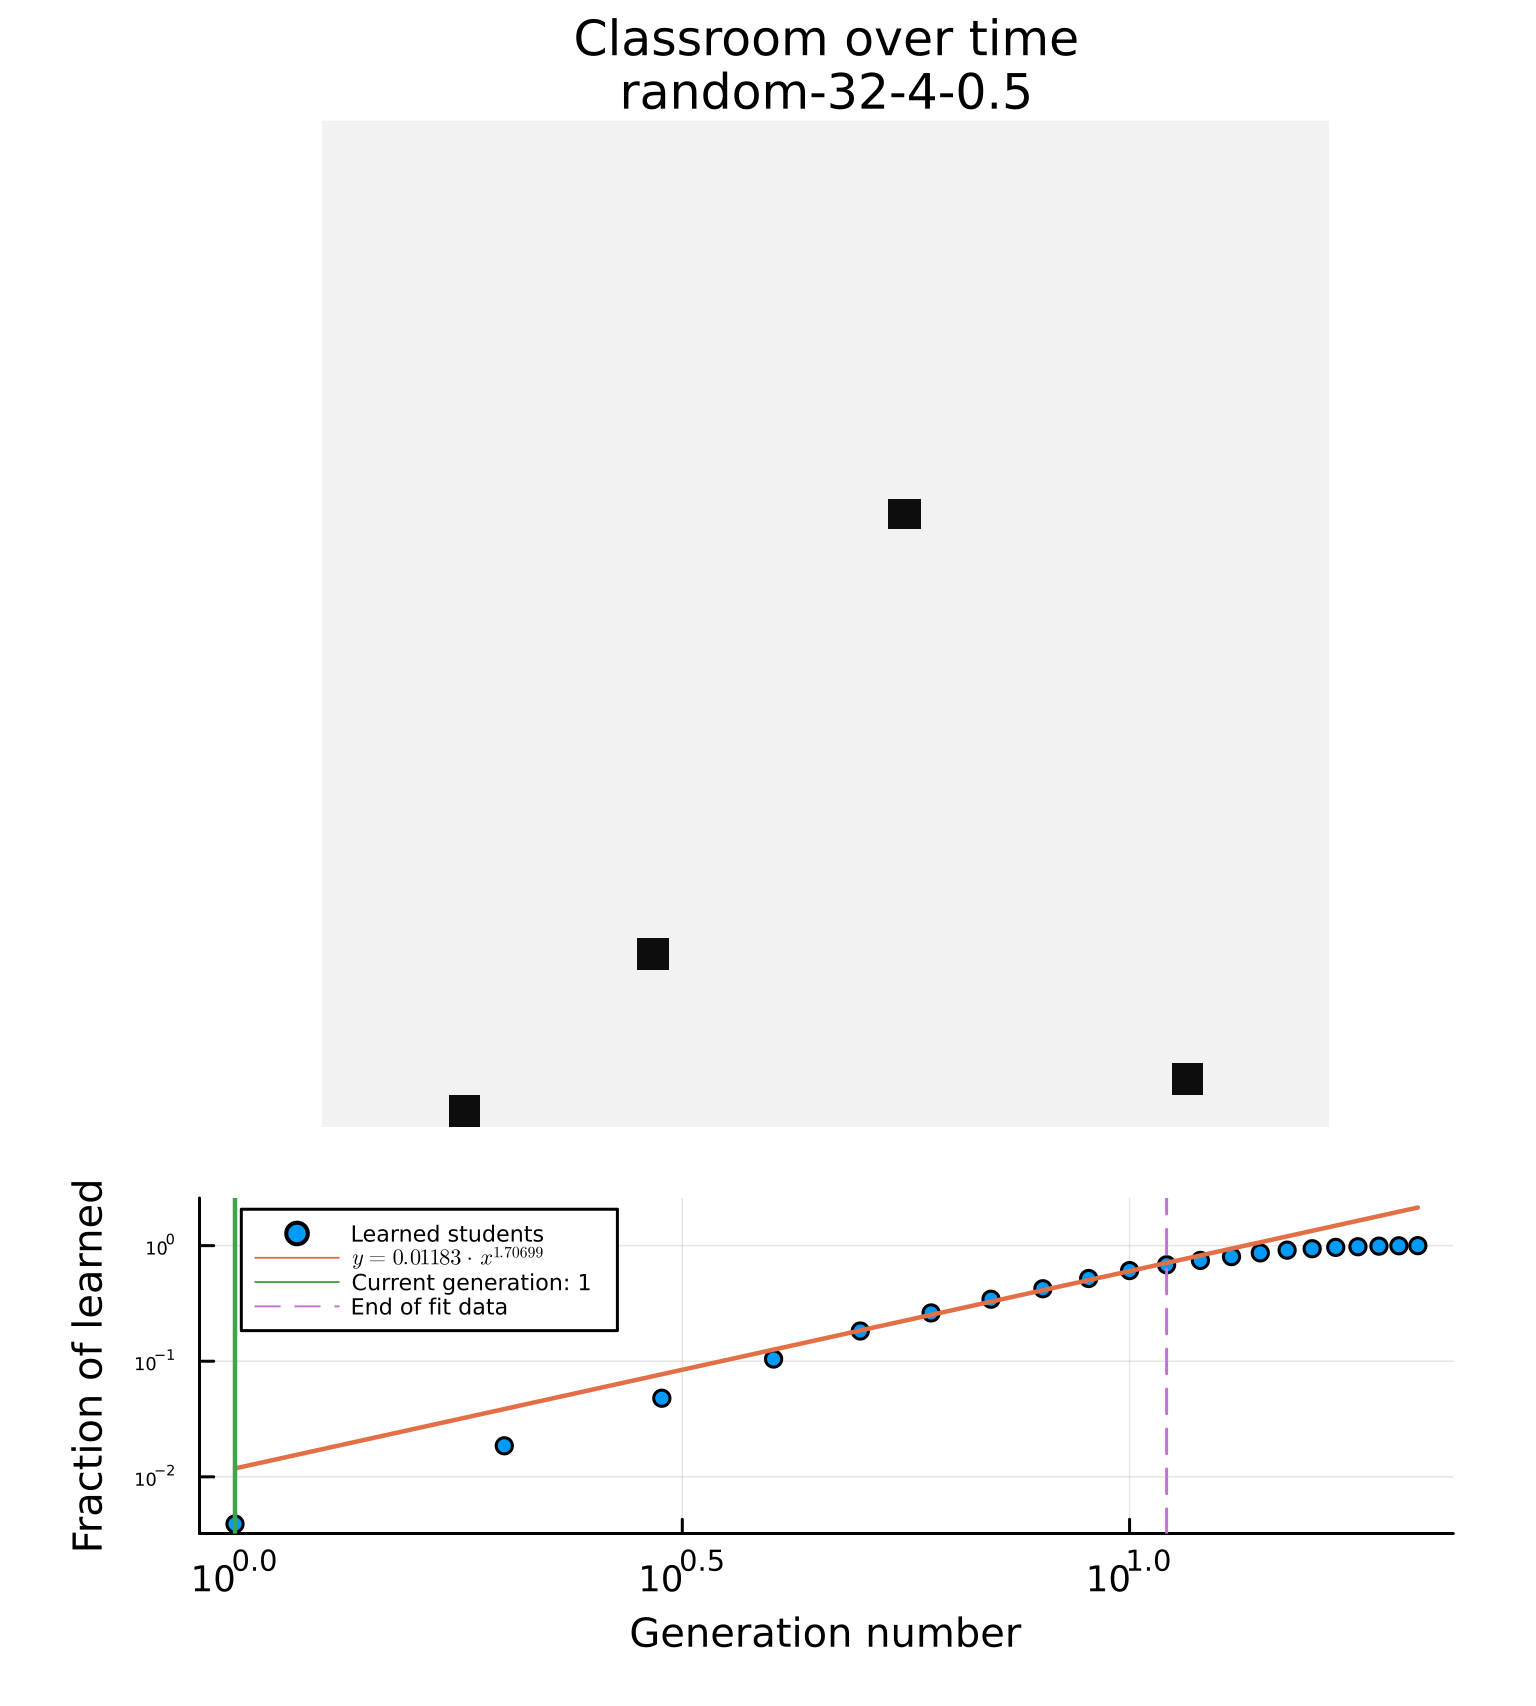 Classroom over time
random-32-4-0.5
Fraction of learned
10^0
10^-1
10^-2
Learned students
y = 0.01183 · x^1.70699
Current generation: 1
End of fit data
10^0.0
10^0.5
10^1.0
Generation number